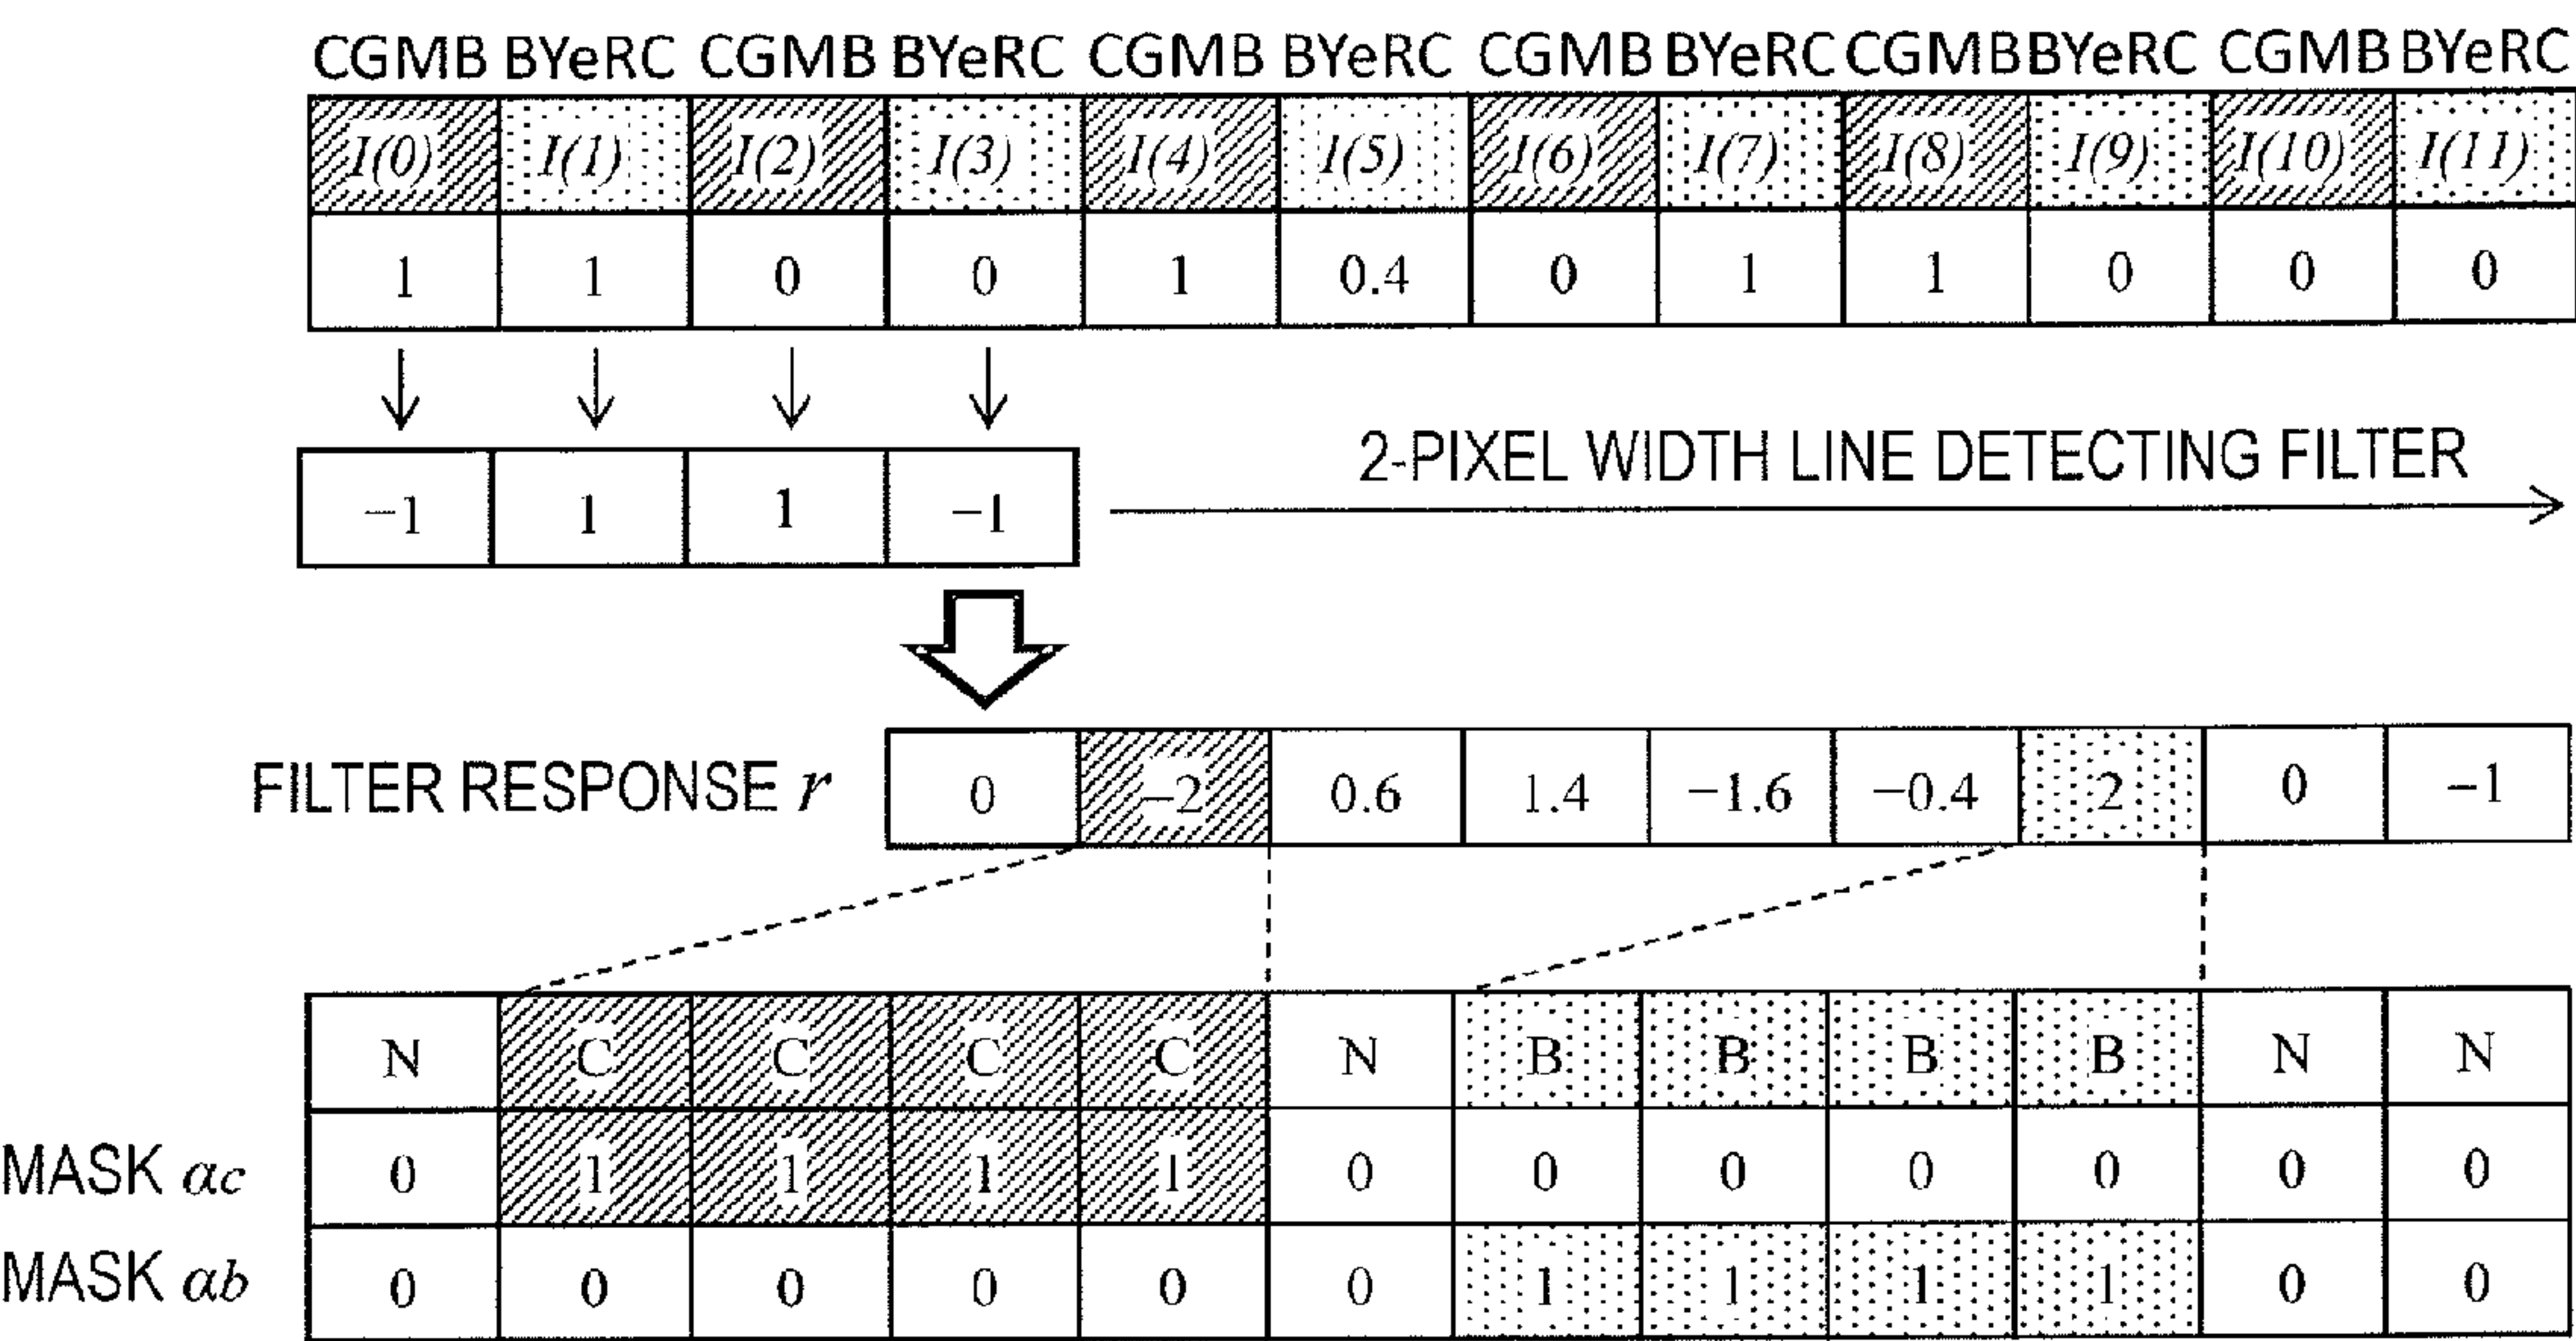 CGMB BYeRC CGMB BYeRC CGMB BYeRC CGMB BYeRC CGMB BYeRC CGMB BYeRC
I(0) I(1) I(2) I(3) I(4) I(5) I(6) I(7) I(8) I(9) I(10) I(11)
1 1 0 0 1 0.4 0 1 1 0 0 0
2-PIXEL WIDTH LINE DETECTING FILTER
−1 1 1 −1
FILTER RESPONSE r 0 −2 0.6 1.4 −1.6 −0.4 2 0 −1
N C C C C N B B B B N N
MASK αc 0 1 1 1 1 0 0 0 0 0 0 0
MASK αb 0 0 0 0 0 0 1 1 1 1 0 0